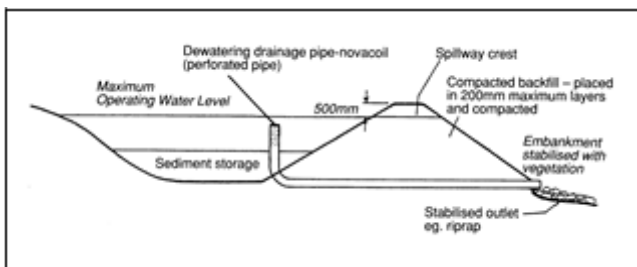 Dewatering drainage pipe-novacoil
(perforated pipe)
Spillway crest
Maximum
Operating Water Level
500mm
Compacted backfill – placed
in 200mm maximum layers
and compacted
Sediment storage
Embankment
stabilised with
vegetation
Stabilised outlet
eg. riprap